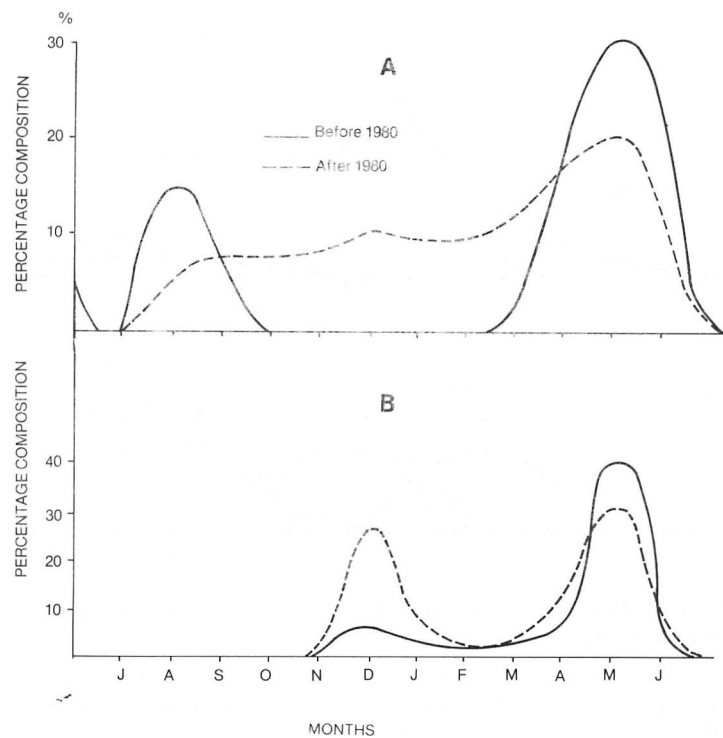 %
PERCENTAGE COMPOSITION
30
20
10
A
Before 1980
After 1980
PERCENTAGE COMPOSITION
40
30
20
10
B
J A S O N D J F M A M J
MONTHS